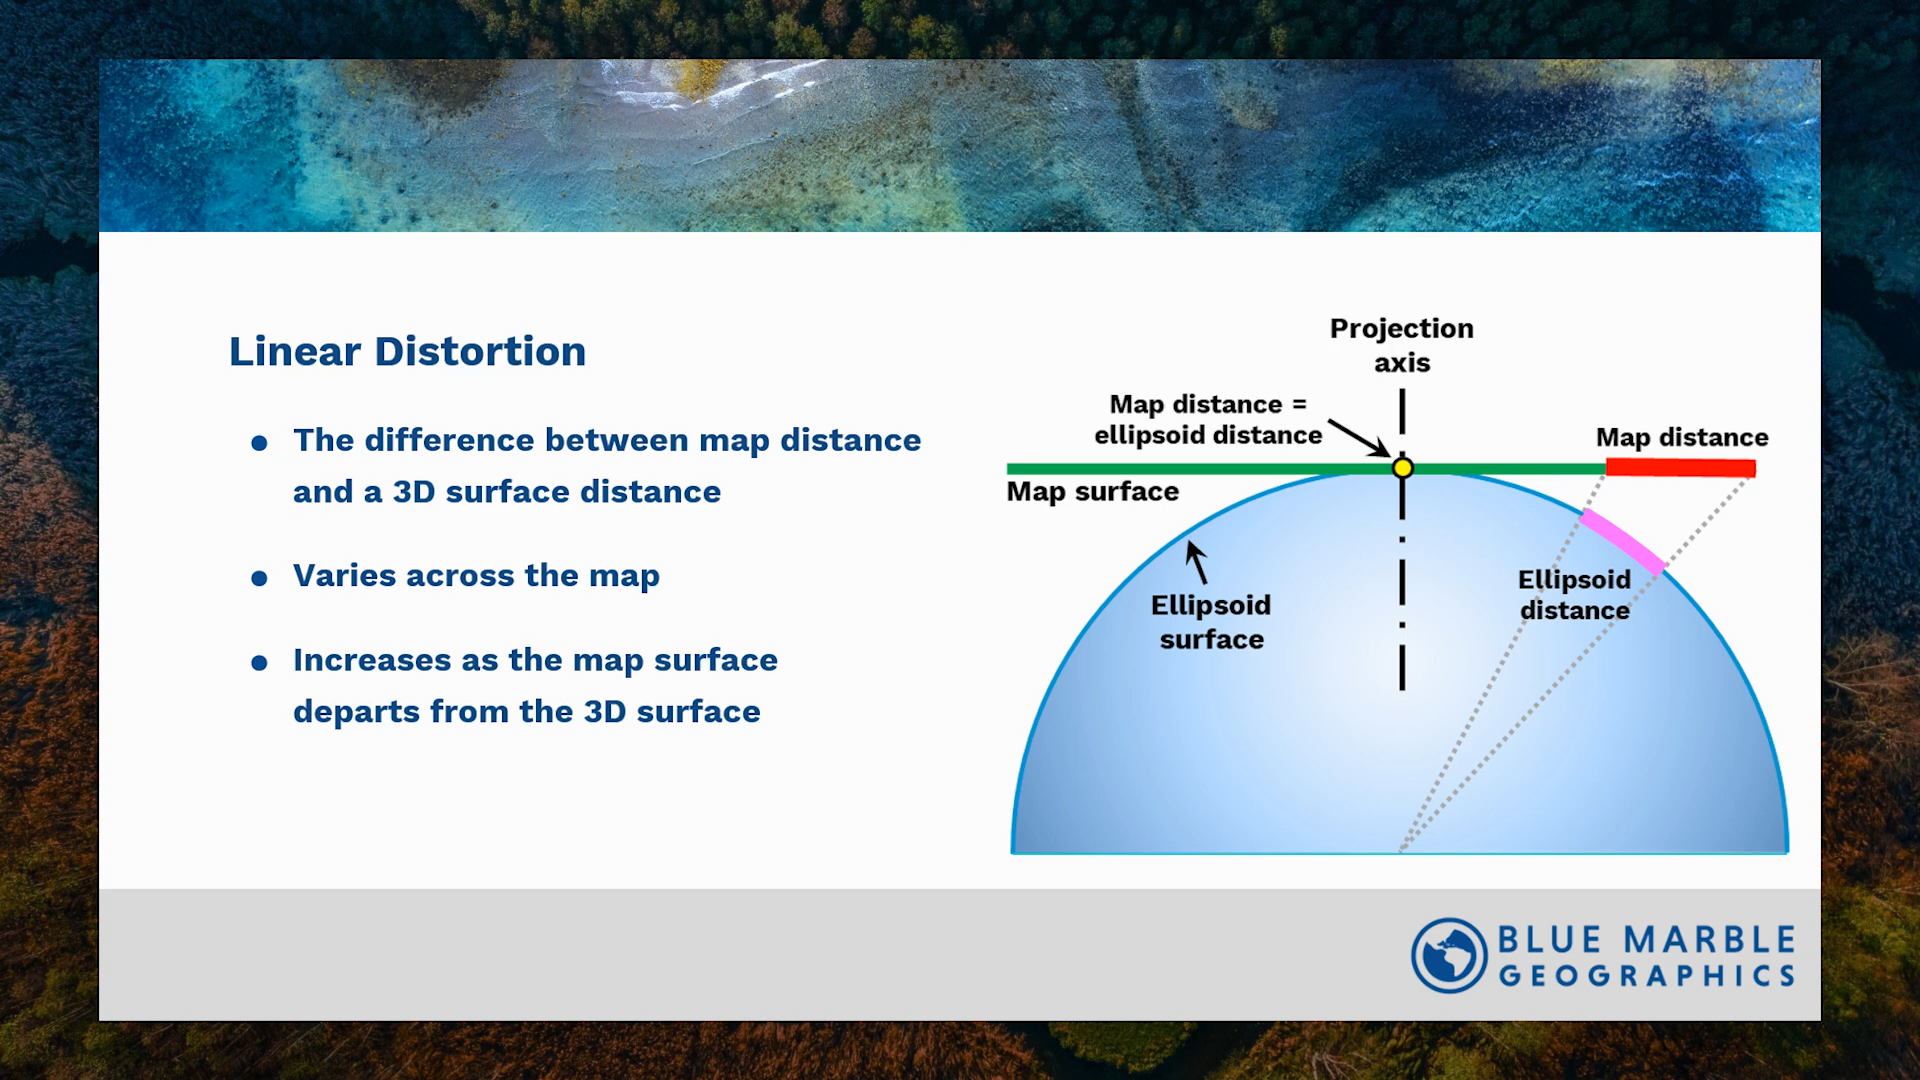 Linear Distortion
● The difference between map distance
and a 3D surface distance
● Varies across the map
● Increases as the map surface
departs from the 3D surface
Projection
axis
Map distance =
ellipsoid distance
Map distance
Map surface
Ellipsoid
surface
Ellipsoid
distance
BLUE MARBLE
GEOGRAPHICS